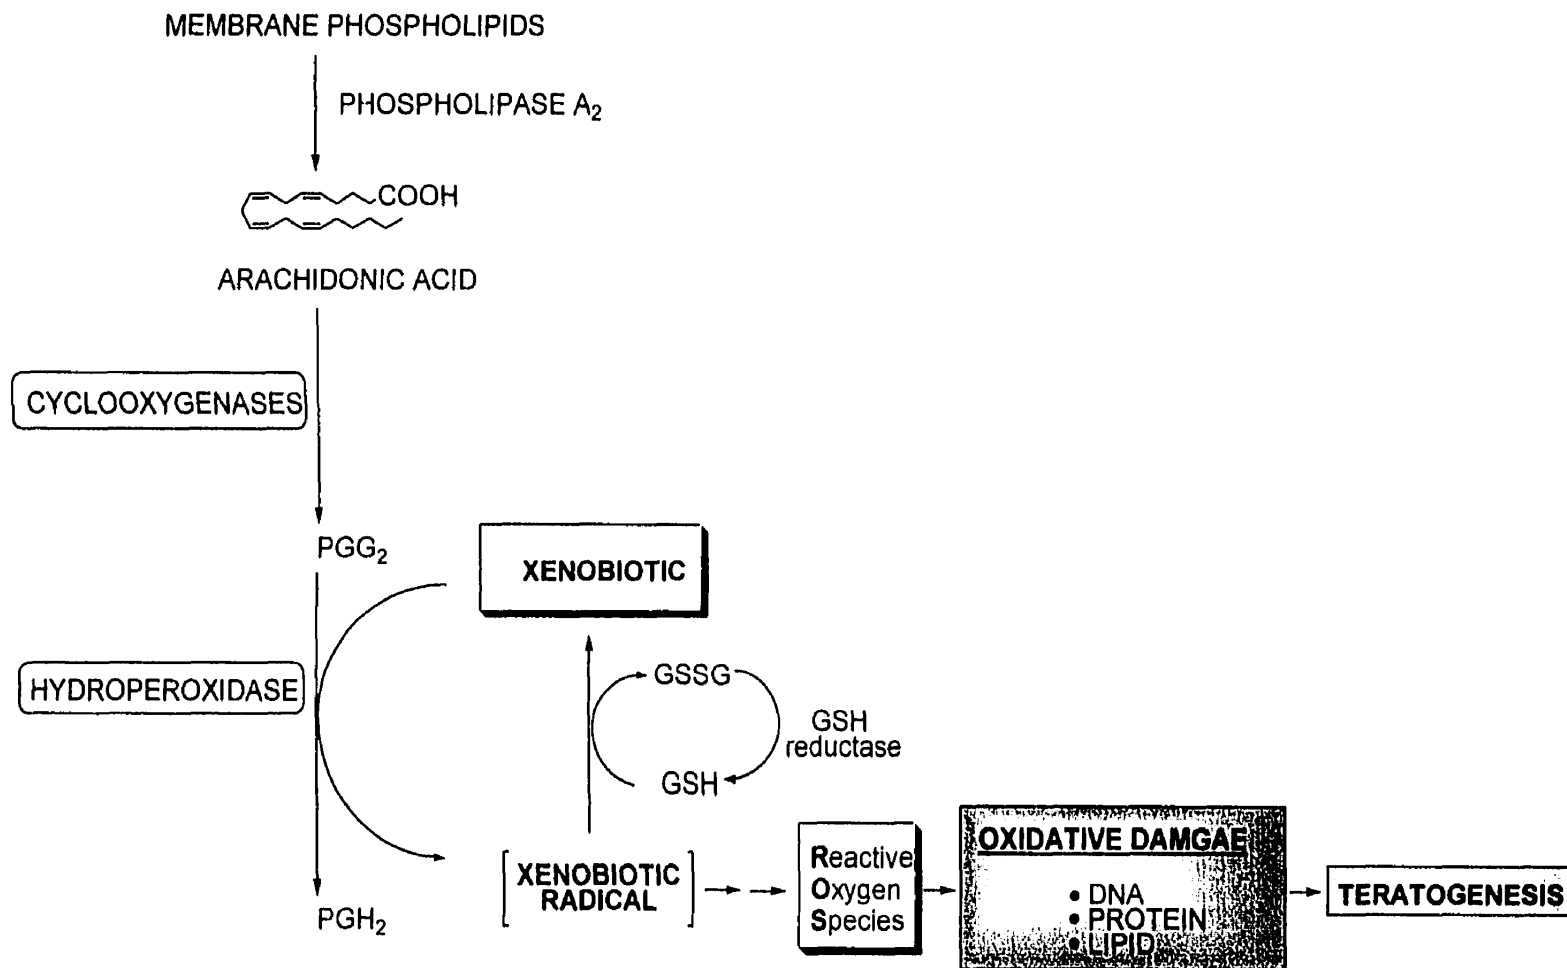 MEMBRANE PHOSPHOLIPIDS
PHOSPHOLIPASE A₂
COOH
ARACHIDONIC ACID
CYCLOOXYGENASES
PGG₂
XENOBIOTIC
HYDROPEROXIDASE
GSSG
GSH
reductase
GSH
[XENOBIOTIC
RADICAL]
PGH₂
Reactive
Oxygen
Species
OXIDATIVE DAMGAE
• DNA
• PROTEIN
• LIPID
TERATOGENESIS